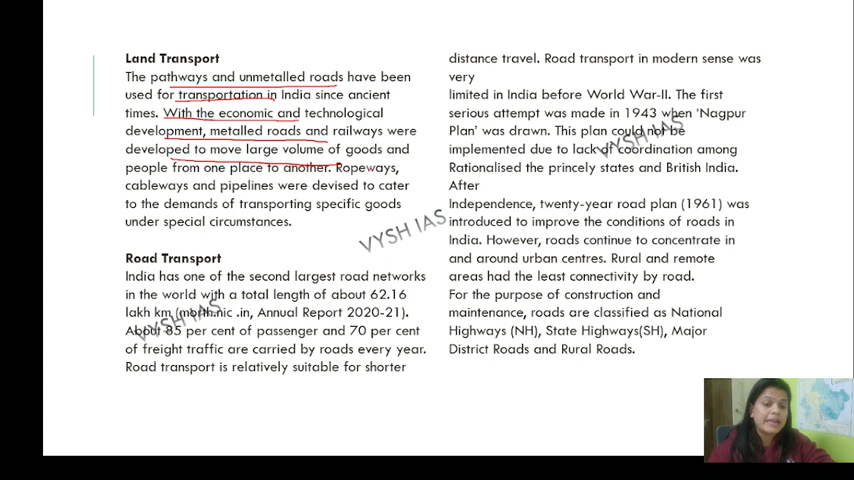 Land Transport
The pathways and unmetalled roads have been
used for transportation in India since ancient
times. With the economic and technological
development, metalled roads and railways were
developed to move large volume of goods and
people from one place to another. Ropeways,
cableways and pipelines were devised to cater
to the demands of transporting specific goods
under special circumstances.
Road Transport
India has one of the second largest road networks
in the world with a total length of about 62.16
lakh km (morth.nic .in, Annual Report 2020-21).
About 85 per cent of passenger and 70 per cent
of freight traffic are carried by roads every year.
Road transport is relatively suitable for shorter
distance travel. Road transport in modern sense was
very
limited in India before World War-II. The first
serious attempt was made in 1943 when ‘Nagpur
Plan’ was drawn. This plan could not be
implemented due to lack of coordination among
Rationalised the princely states and British India.
After
Independence, twenty-year road plan (1961) was
introduced to improve the conditions of roads in
India. However, roads continue to concentrate in
and around urban centres. Rural and remote
areas had the least connectivity by road.
For the purpose of construction and
maintenance, roads are classified as National
Highways (NH), State Highways(SH), Major
District Roads and Rural Roads.
VYSH IAS
VYSH IAS
VYSH IAS